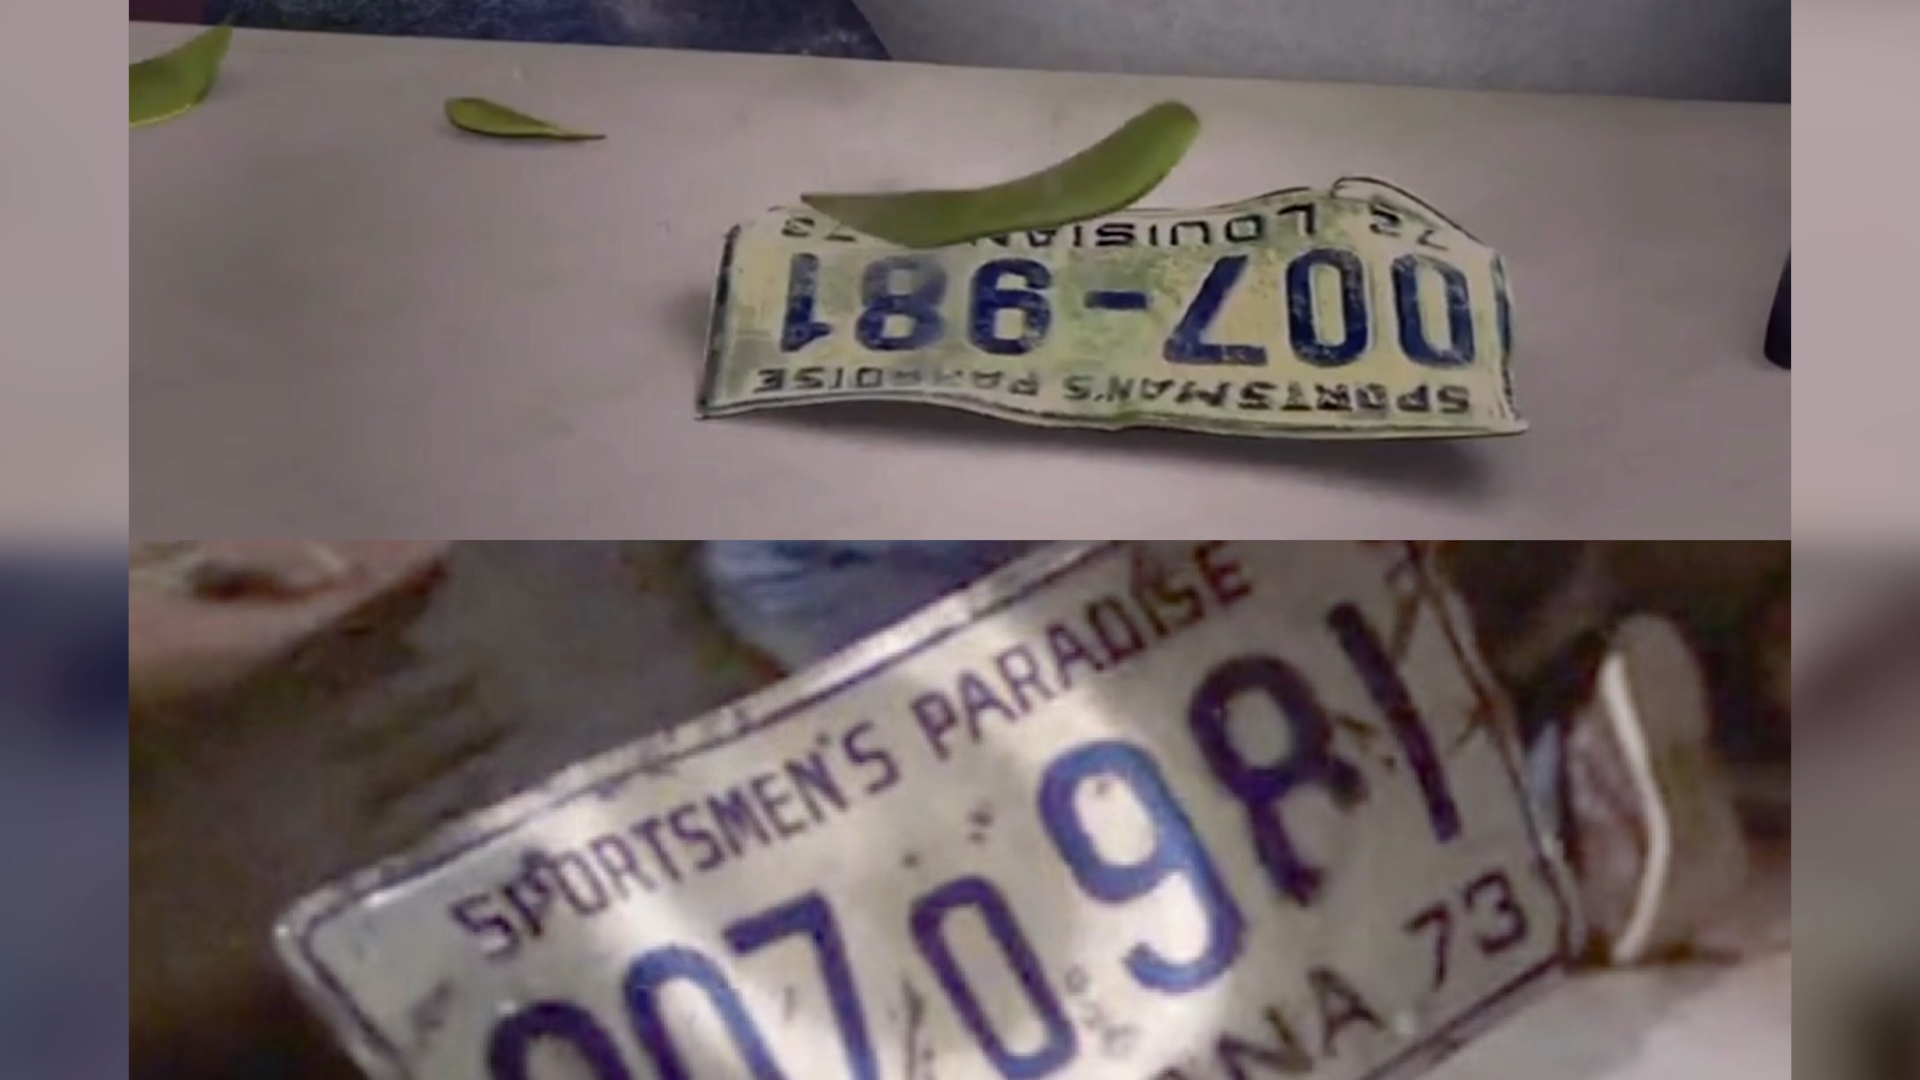 SPORTSMAN'S PARADISE
007-981
72 LOUISIAN 73
SPORTSMEN'S PARADISE
0070981
NA 73